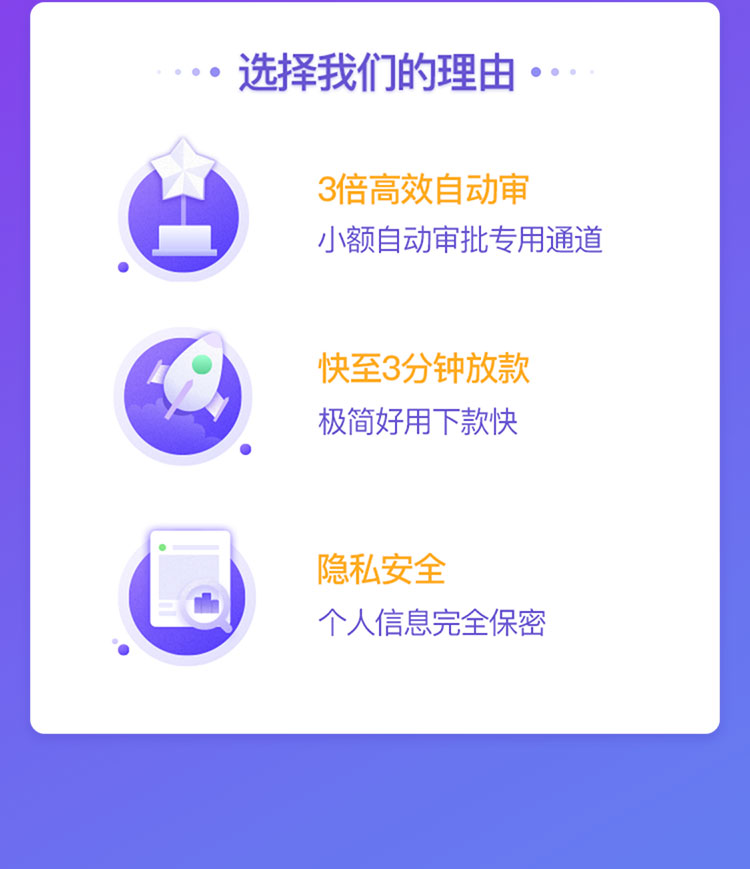 选择我们的理由
3倍高效自动审
小额自动审批专用通道
快至3分钟放款
极简好用下款快
隐私安全
个人信息完全保密